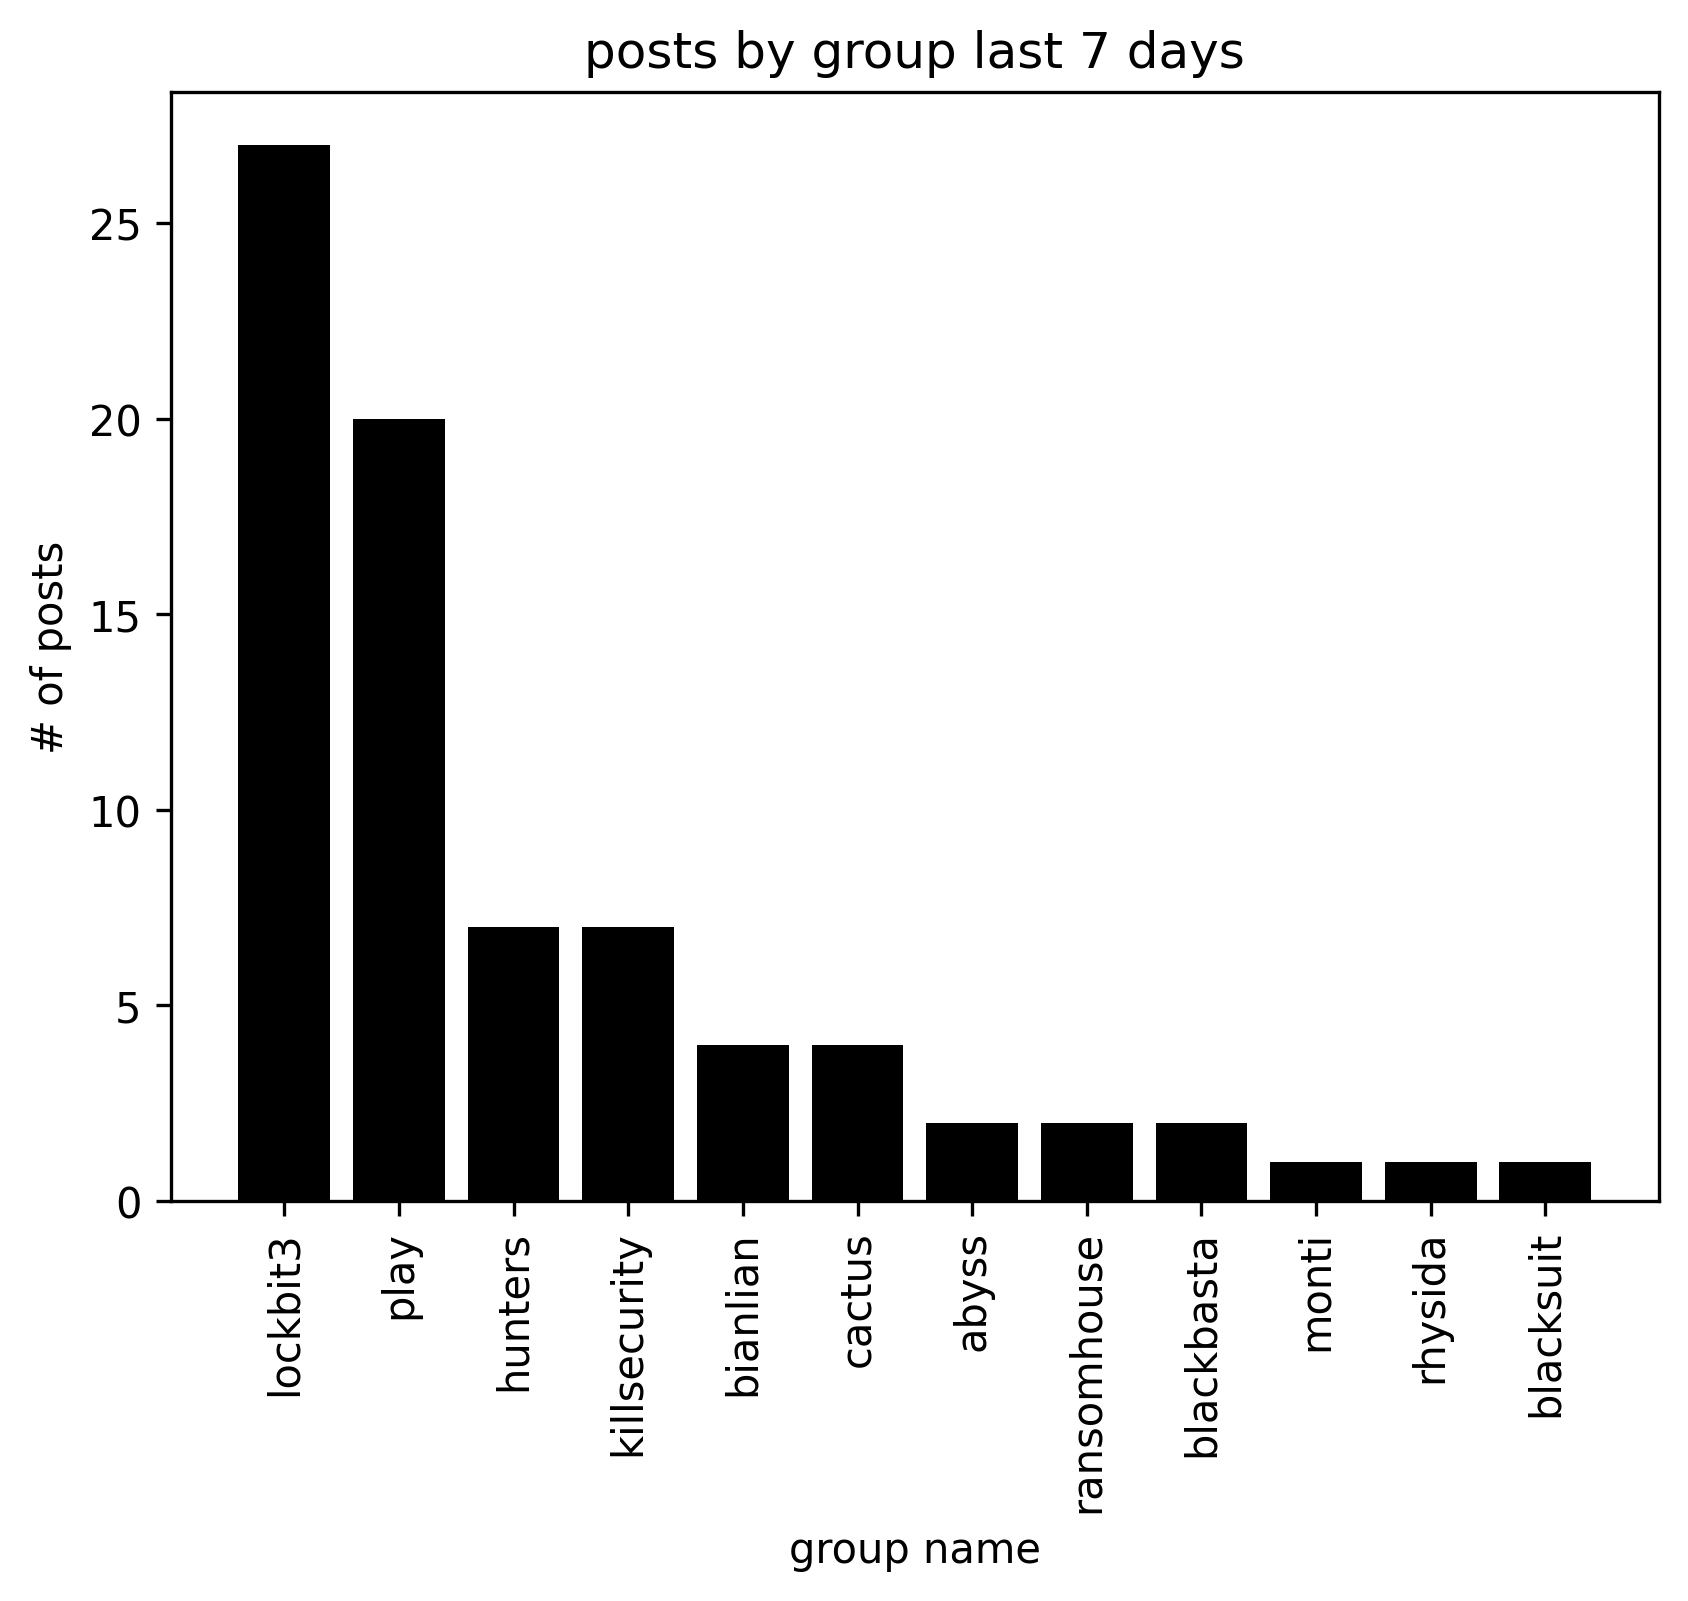 posts by group last 7 days
# of posts
25
20
15
10
5
0
lockbit3
play
hunters
killsecurity
bianlian
cactus
abyss
ransomhouse
blackbasta
monti
rhysida
blacksuit
group name